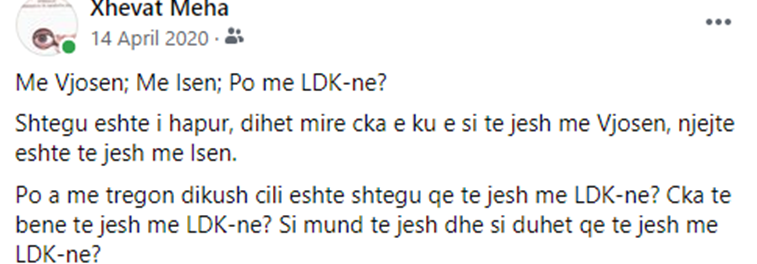 Xhevat Meha
14 April 2020 ·
Me Vjosen; Me Isen; Po me LDK-ne?
Shtegu eshte i hapur, dihet mire cka e ku e si te jesh me Vjosen, njejte
eshte te jesh me Isen.
Po a me tregon dikush cili eshte shtegu qe te jesh me LDK-ne? Cka te
bene te jesh me LDK-ne? Si mund te jesh dhe si duhet qe te jesh me
LDK-ne?